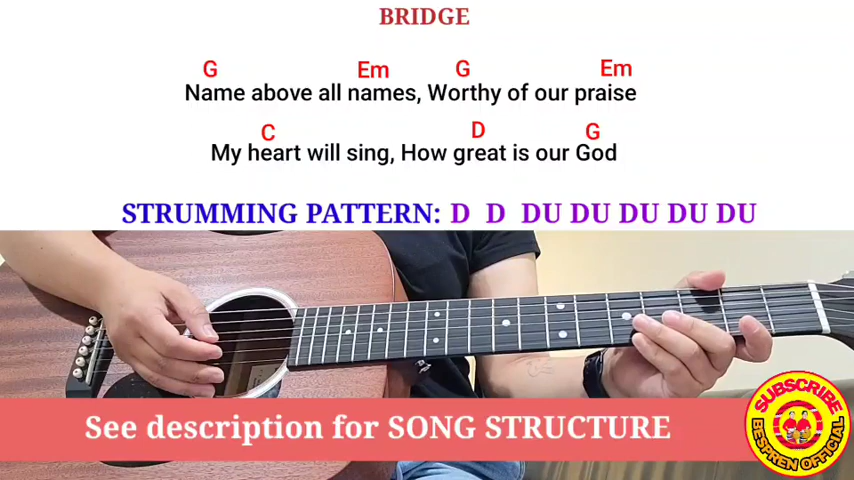 BRIDGE
G Em G Em
Name above all names, Worthy of our praise
C D G
My heart will sing, How great is our God
STRUMMING PATTERN: D D DU DU DU DU DU
See description for SONG STRUCTURE
SUBSCRIBE
BESPREN OFFICIAL